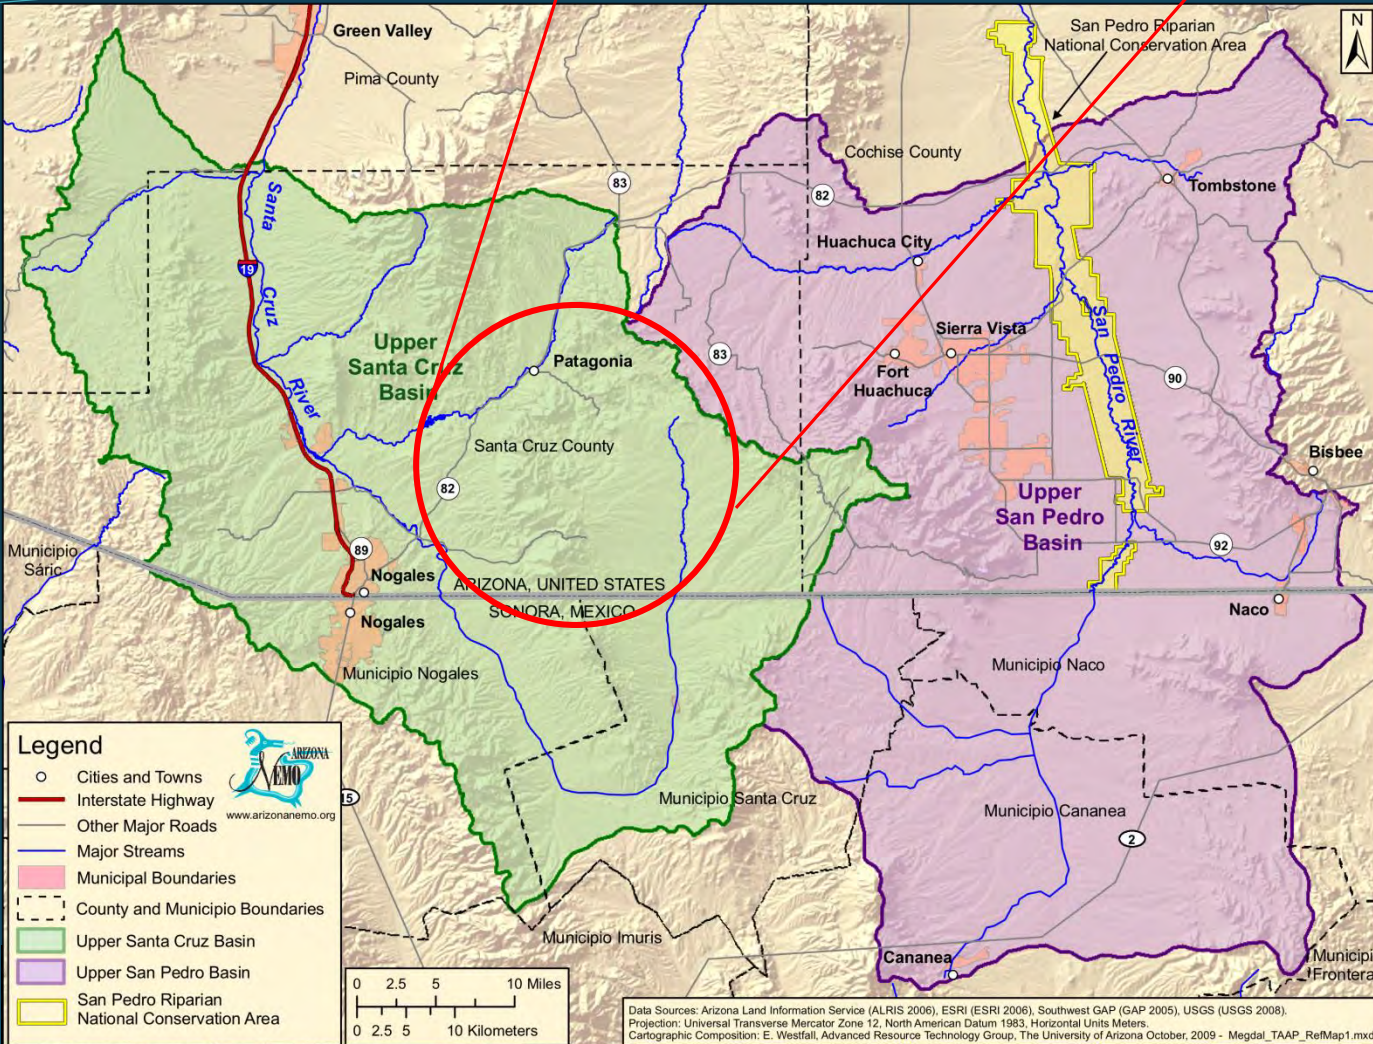 Green Valley
Pima County
San Pedro Riparian
National Conservation Area
N
Cochise County
83
82
Tombstone
Santa
Cruz
River
19
Huachuca City
San Pedro River
Upper
Santa Cruz
Basin
Patagonia
83
Sierra Vista
Fort
Huachuca
90
Santa Cruz County
82
Bisbee
Upper
San Pedro
Basin
92
Municipio
Sáric
89
Nogales
ARIZONA, UNITED STATES
SONORA, MEXICO
Nogales
Naco
Municipio Nogales
Municipio Naco
Municipio Santa Cruz
Municipio Cananea
2
15
Municipio Imuris
Cananea
Municipi
Frontera
Legend
ARIZONA
NEMO
www.arizonanemo.org
Cities and Towns
Interstate Highway
Other Major Roads
Major Streams
Municipal Boundaries
County and Municipio Boundaries
Upper Santa Cruz Basin
Upper San Pedro Basin
San Pedro Riparian
National Conservation Area
0 2.5 5 10 Miles
0 2.5 5 10 Kilometers
Data Sources: Arizona Land Information Service (ALRIS 2006), ESRI (ESRI 2006), Southwest GAP (GAP 2005), USGS (USGS 2008).
Projection: Universal Transverse Mercator Zone 12, North American Datum 1983, Horizontal Units Meters.
Cartographic Composition: E. Westfall, Advanced Resource Technology Group, The University of Arizona October, 2009 - Megdal_TAAP_RefMap1.mxd